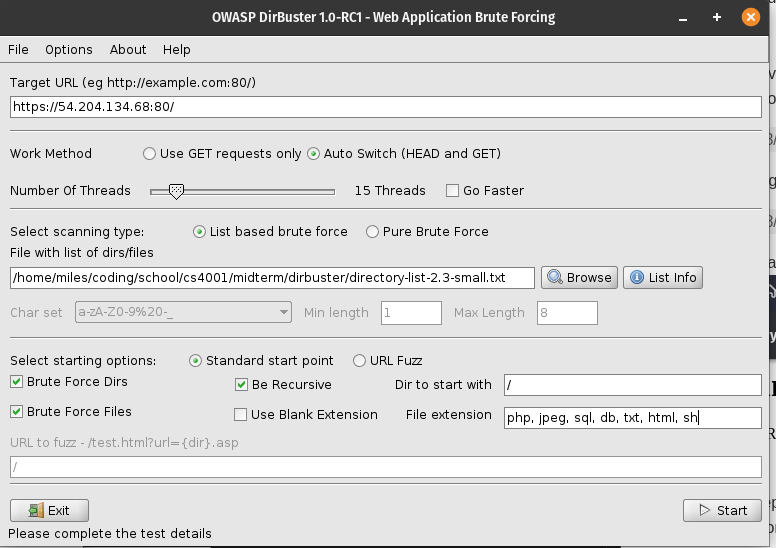 OWASP DirBuster 1.0-RC1 - Web Application Brute Forcing
File Options About Help
Target URL (eg http://example.com:80/)
https://54.204.134.68:80/
Work Method Use GET requests only Auto Switch (HEAD and GET)
Number Of Threads 15 Threads Go Faster
Select scanning type: List based brute force Pure Brute Force
File with list of dirs/files
/home/miles/coding/school/cs4001/midterm/dirbuster/directory-list-2.3-small.txt Browse List Info
Char set a-zA-Z0-9%20-_ Min length 1 Max Length 8
Select starting options: Standard start point URL Fuzz
Brute Force Dirs Be Recursive Dir to start with /
Brute Force Files Use Blank Extension File extension php, jpeg, sql, db, txt, html, sh
URL to fuzz - /test.html?url={dir}.asp
/
Exit Start
Please complete the test details